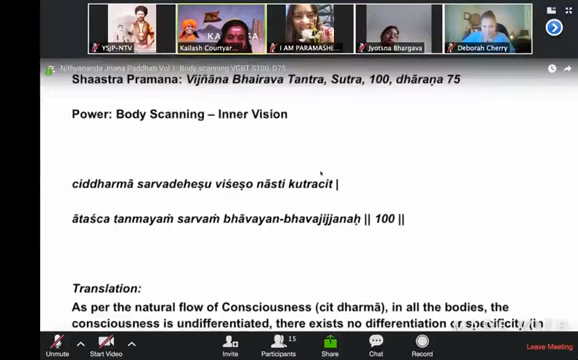 YSJP-NTV
Kailash Courtyar...
I AM PARAMASHI...
Jyotsna Bhargava
Deborah Cherry
Nithyananda Jnana Paddhati Vol 1: Body scanning VGBT S100, D75
Shaastra Pramana: Vijñāna Bhairava Tantra, Sutra, 100, dhāraṇa 75
Power: Body Scanning – Inner Vision
ciddharmā sarvadeheṣu viśeṣo nāsti kutracit |
ātaśca tanmayaṁ sarvaṁ bhāvayan-bhavajijjanaḥ || 100 ||
Translation:
As per the natural flow of Consciousness (cit dharmā), in all the bodies, the
consciousness is undifferentiated, there exists no differentiation or specificity (in
15
Unmute
Start Video
Invite
Participants
Share
Chat
Record
Leave Meeting